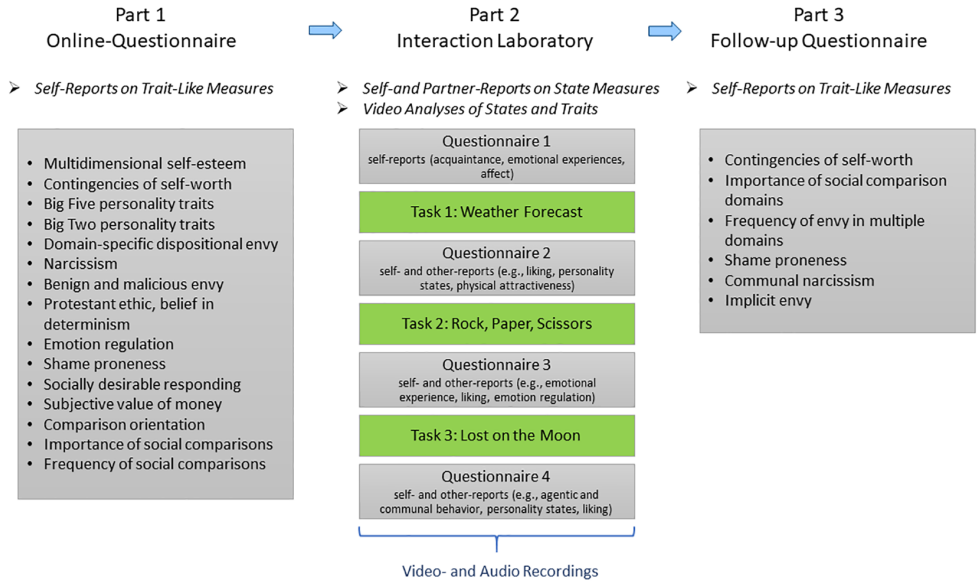 Part 1
Online-Questionnaire
Self-Reports on Trait-Like Measures
Multidimensional self-esteem
Contingencies of self-worth
Big Five personality traits
Big Two personality traits
Domain-specific dispositional envy
Narcissism
Benign and malicious envy
Protestant ethic, belief in
determinism
Emotion regulation
Shame proneness
Socially desirable responding
Subjective value of money
Comparison orientation
Importance of social comparisons
Frequency of social comparisons
Part 2
Interaction Laboratory
Self-and Partner-Reports on State Measures
Video Analyses of States and Traits
Questionnaire 1
self-reports (acquaintance, emotional experiences,
affect)
Task 1: Weather Forecast
Questionnaire 2
self- and other-reports (e.g., liking, personality
states, physical attractiveness)
Task 2: Rock, Paper, Scissors
Questionnaire 3
self- and other-reports (e.g., emotional
experience, liking, emotion regulation)
Task 3: Lost on the Moon
Questionnaire 4
self- and other-reports (e.g., agentic and
communal behavior, personality states, liking)
Video- and Audio Recordings
Part 3
Follow-up Questionnaire
Self-Reports on Trait-Like Measures
Contingencies of self-worth
Importance of social comparison
domains
Frequency of envy in multiple
domains
Shame proneness
Communal narcissism
Implicit envy